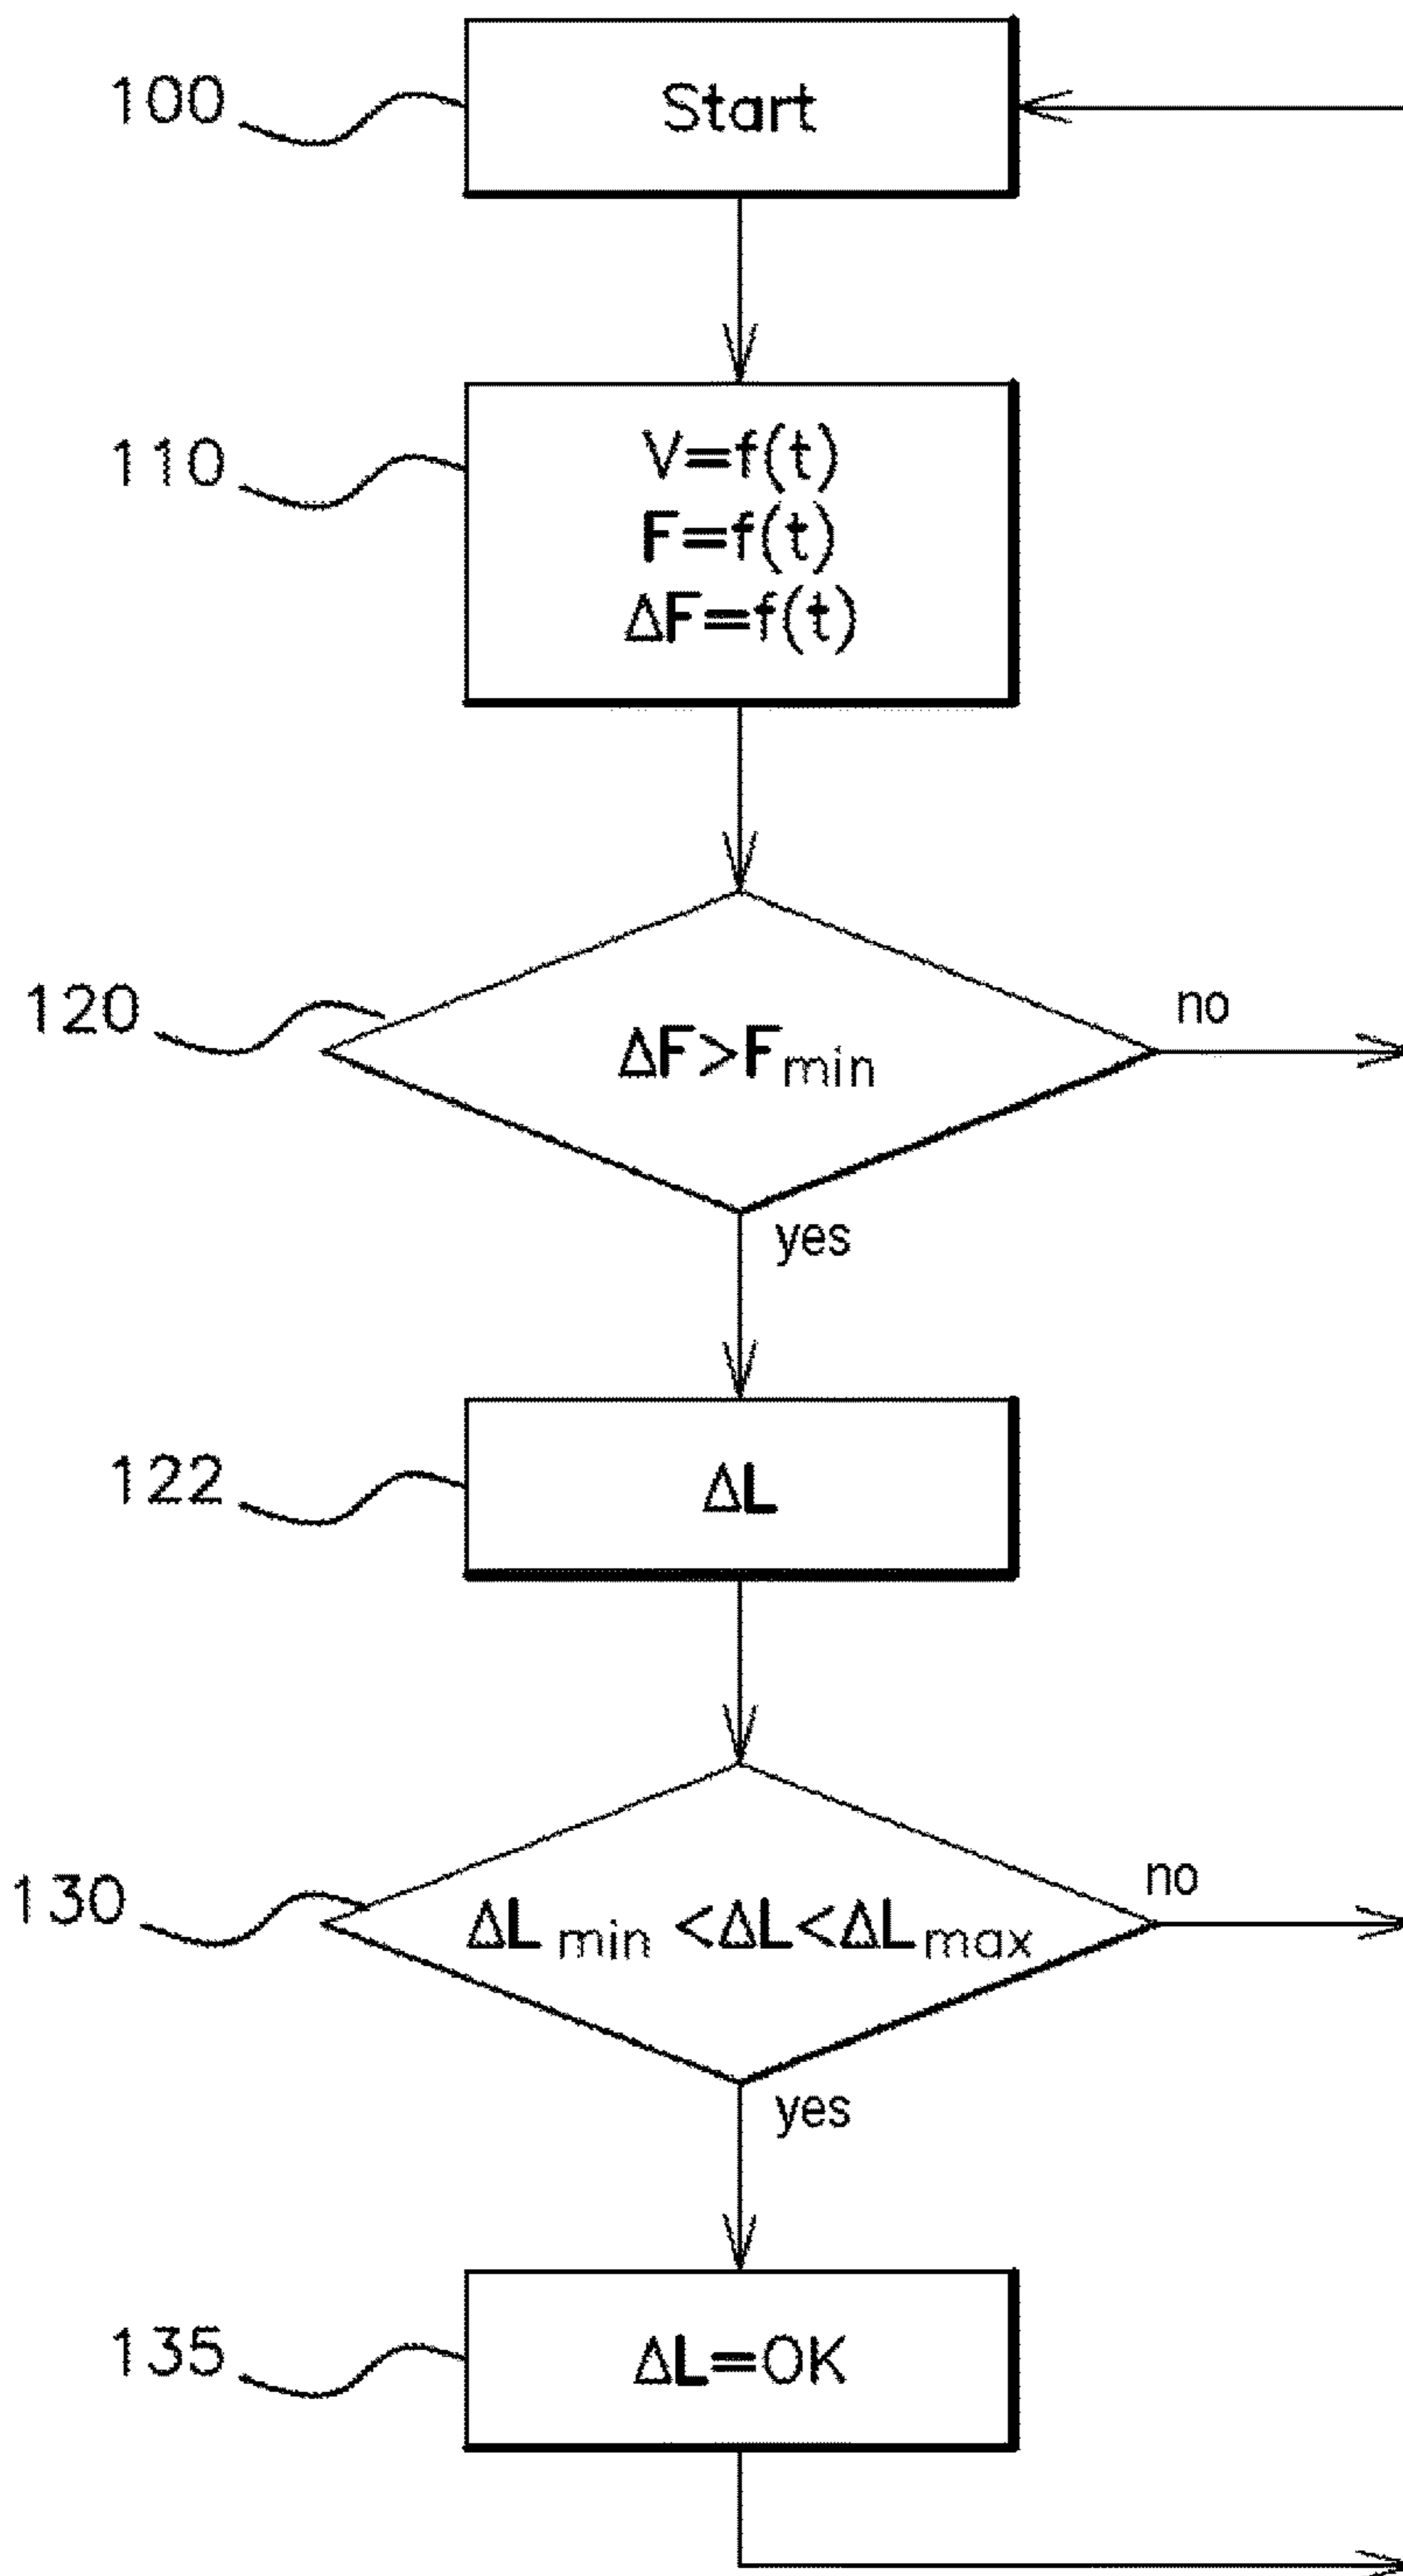 100
Start
110
V=f(t)
F=f(t)
ΔF=f(t)
120
ΔF>Fmin
no
yes
122
ΔL
130
ΔLmin <ΔL<ΔLmax
no
yes
135
ΔL=OK